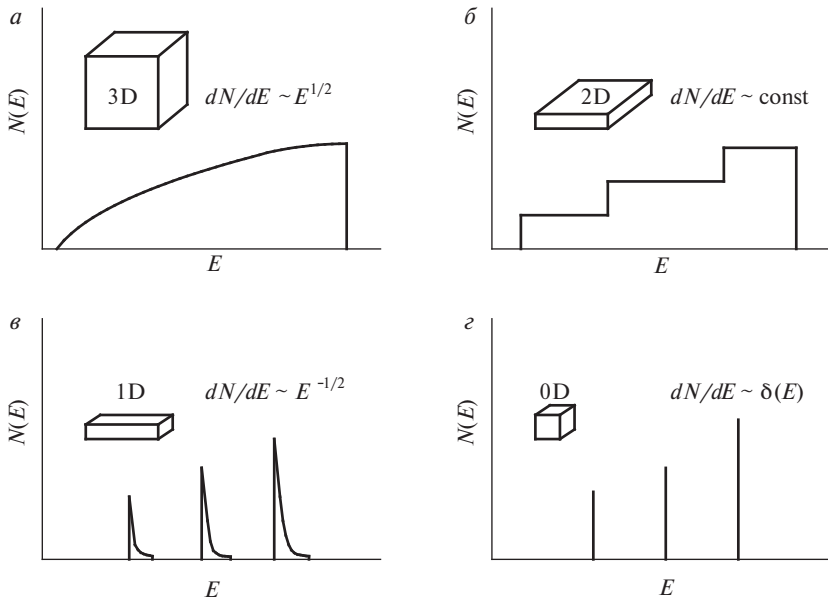 а
N(E)
3D
dN/dE ~ E^{1/2}
E
б
N(E)
2D
dN/dE ~ const
E
в
N(E)
1D
dN/dE ~ E^{-1/2}
E
г
N(E)
0D
dN/dE ~ δ(E)
E